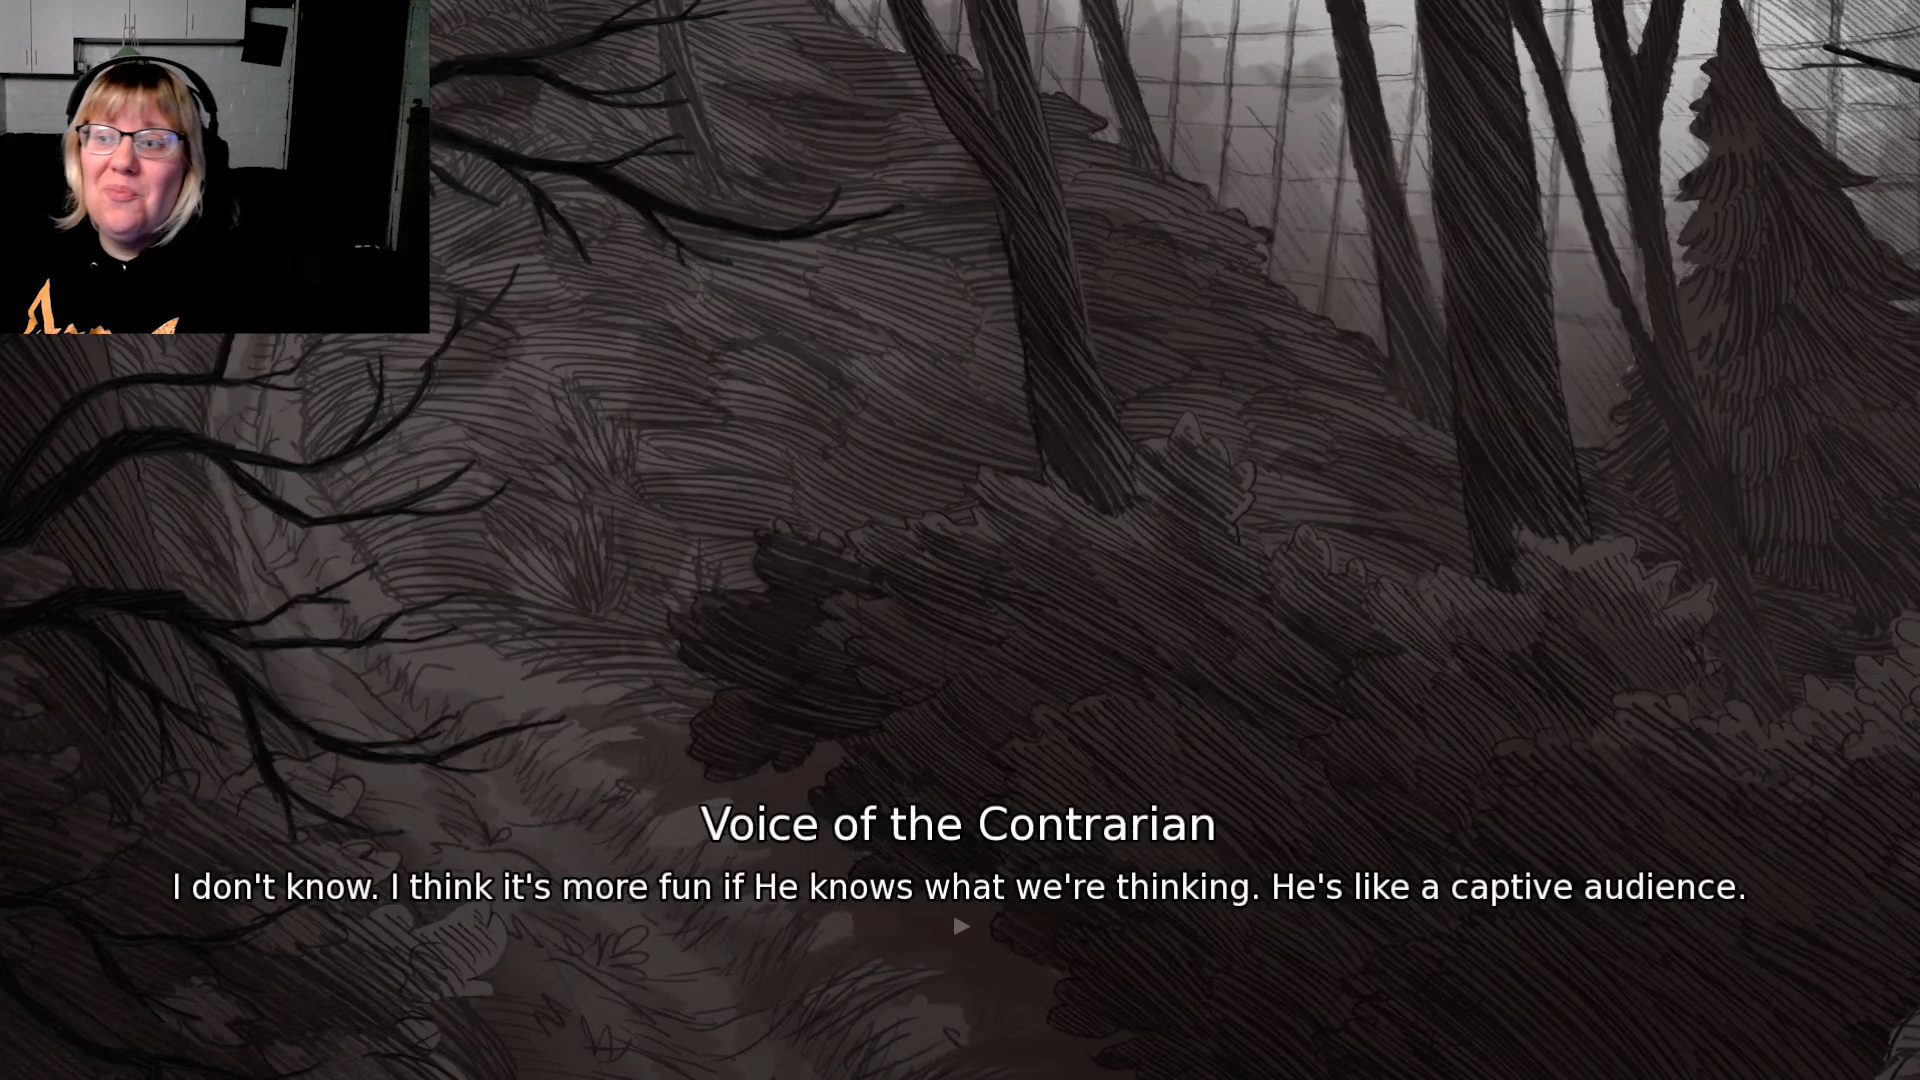 Voice of the Contrarian
I don't know. I think it's more fun if He knows what we're thinking. He's like a captive audience.